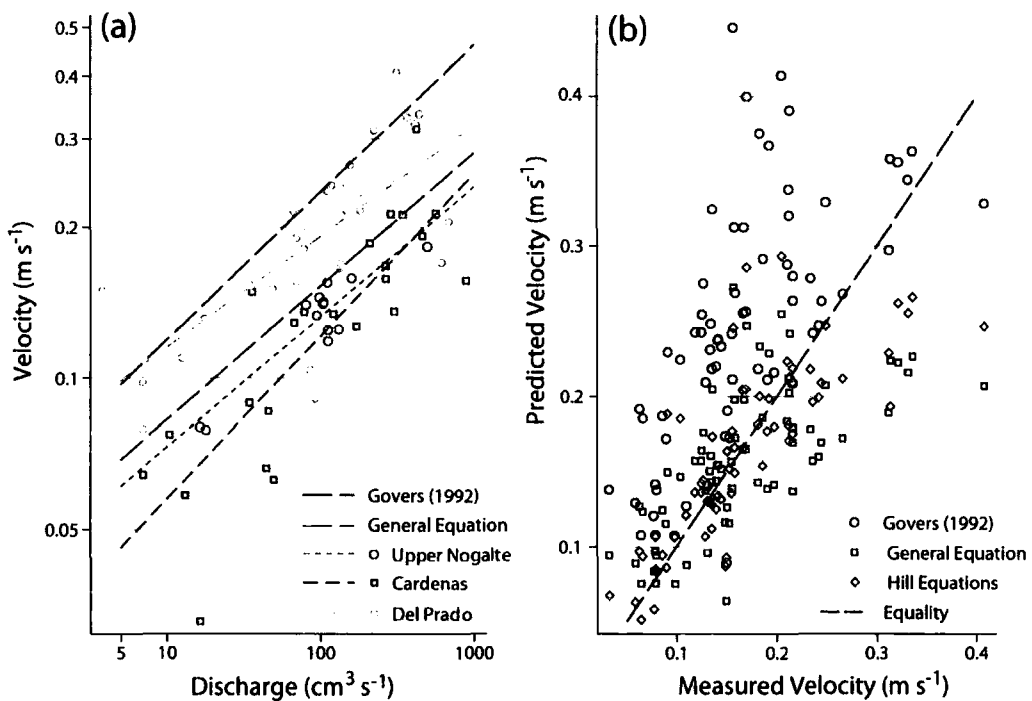 (a)
0.5
0.4
0.3
0.2
0.1
0.05
Velocity (m s⁻¹)
5
10
100
1000
Discharge (cm³ s⁻¹)
Govers (1992)
General Equation
Upper Nogalte
Cardenas
Del Prado
(b)
0.4
0.3
0.2
0.1
Predicted Velocity (m s⁻¹)
0.1
0.2
0.3
0.4
Measured Velocity (m s⁻¹)
Govers (1992)
General Equation
Hill Equations
Equality